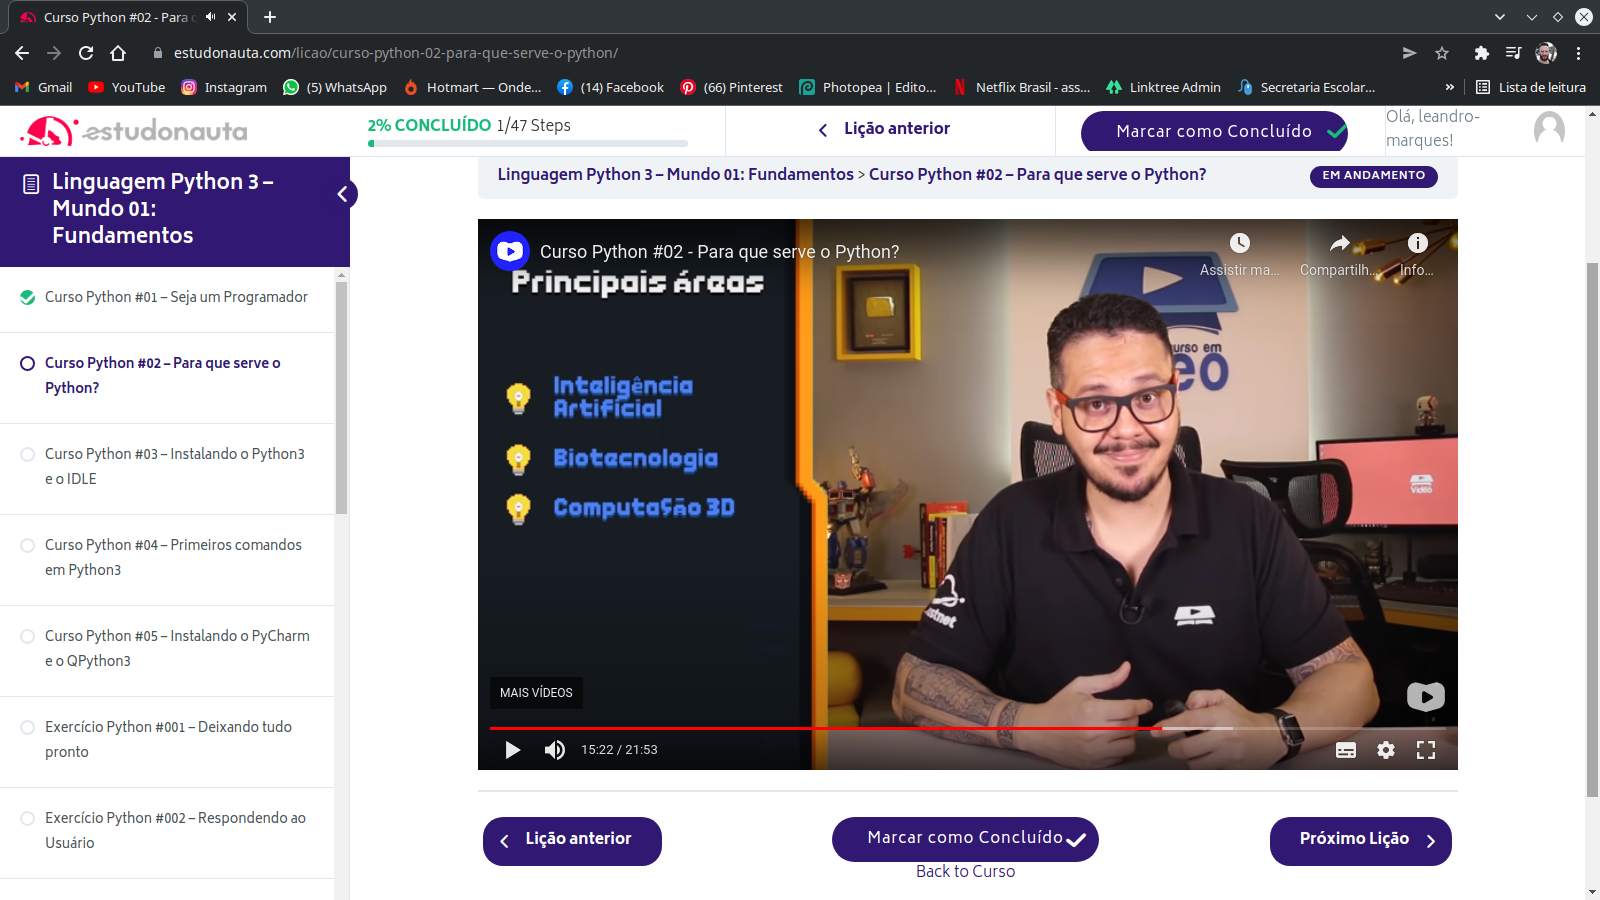 Curso Python #02 - Para q
estudonauta.com/licao/curso-python-02-para-que-serve-o-python/
Gmail
YouTube
Instagram
(5) WhatsApp
Hotmart — Onde...
(14) Facebook
(66) Pinterest
Photopea | Edito...
Netflix Brasil - ass...
Linktree Admin
Secretaria Escolar...
»
Lista de leitura
estudonauta
2% CONCLUÍDO 1/47 Steps
Lição anterior
Marcar como Concluído
Olá, leandro-
marques!
Linguagem Python 3 –
Mundo 01:
Fundamentos
Curso Python #01 – Seja um Programador
Curso Python #02 – Para que serve o
Python?
Curso Python #03 – Instalando o Python3
e o IDLE
Curso Python #04 – Primeiros comandos
em Python3
Curso Python #05 – Instalando o PyCharm
e o QPython3
Exercício Python #001 – Deixando tudo
pronto
Exercício Python #002 – Respondendo ao
Usuário
Linguagem Python 3 – Mundo 01: Fundamentos > Curso Python #02 – Para que serve o Python?
EM ANDAMENTO
Curso Python #02 - Para que serve o Python?
Assistir ma...
Compartilh...
Info...
Principais áreas
Inteligência
Artificial
Biotecnologia
Computação 3D
urso em
Vídeo
MAIS VÍDEOS
15:22 / 21:53
Lição anterior
Marcar como Concluído
Próximo Lição
Back to Curso